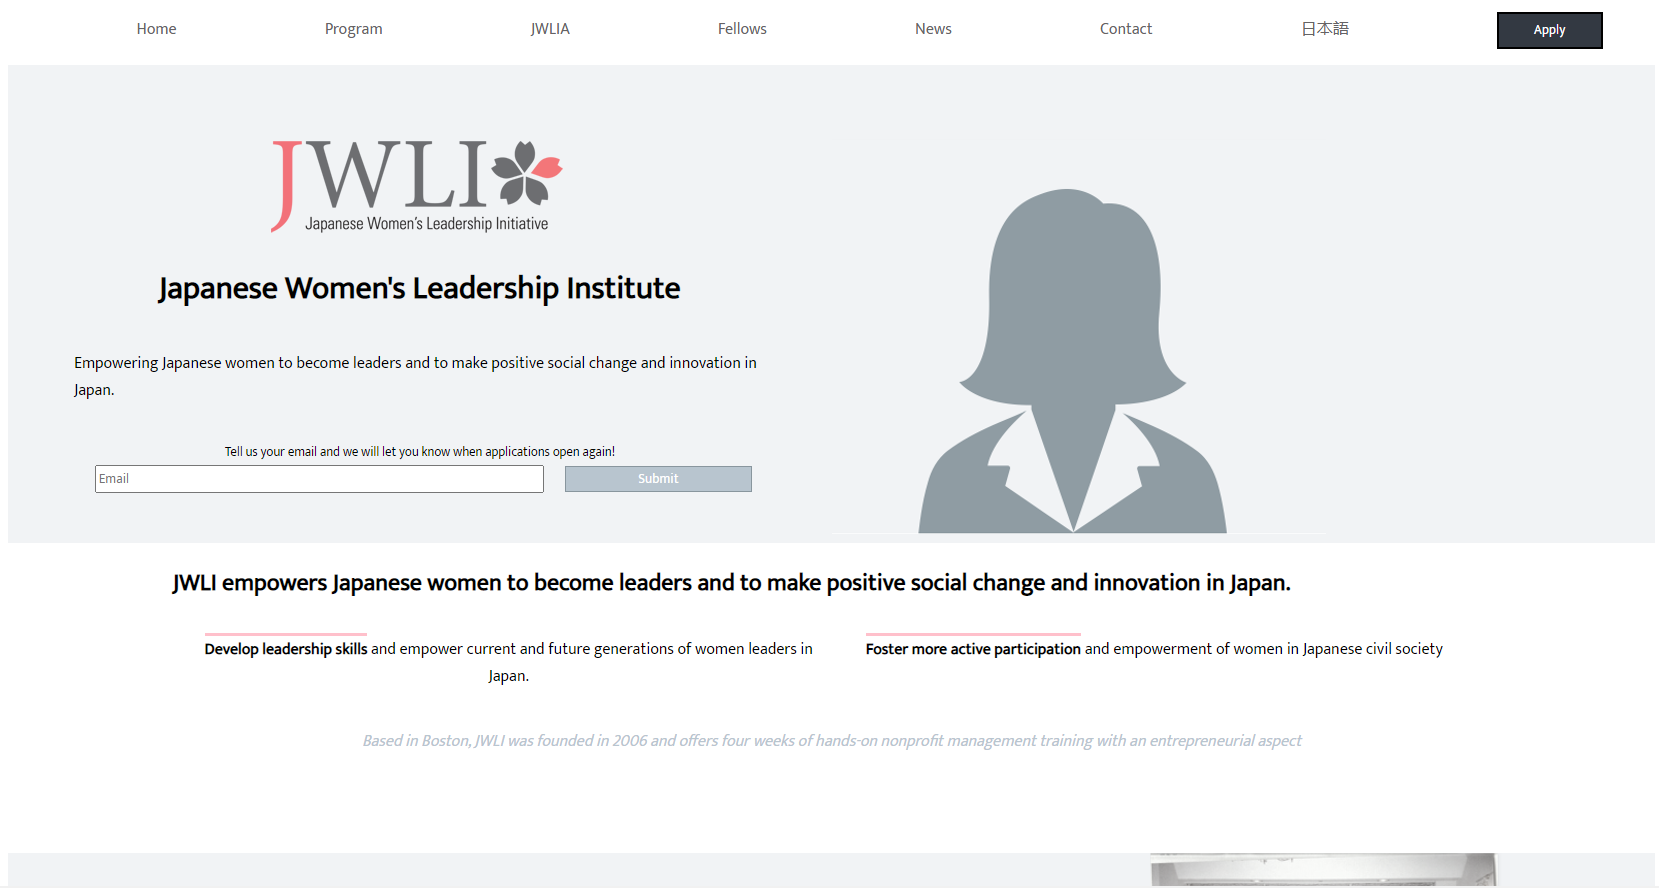 Home Program JWLIA Fellows News Contact 日本語 Apply
JWLI
Japanese Women's Leadership Initiative
Japanese Women's Leadership Institute
Empowering Japanese women to become leaders and to make positive social change and innovation in
Japan.
Tell us your email and we will let you know when applications open again!
Email Submit
JWLI empowers Japanese women to become leaders and to make positive social change and innovation in Japan.
Develop leadership skills and empower current and future generations of women leaders in
Japan.
Foster more active participation and empowerment of women in Japanese civil society
Based in Boston, JWLI was founded in 2006 and offers four weeks of hands-on nonprofit management training with an entrepreneurial aspect